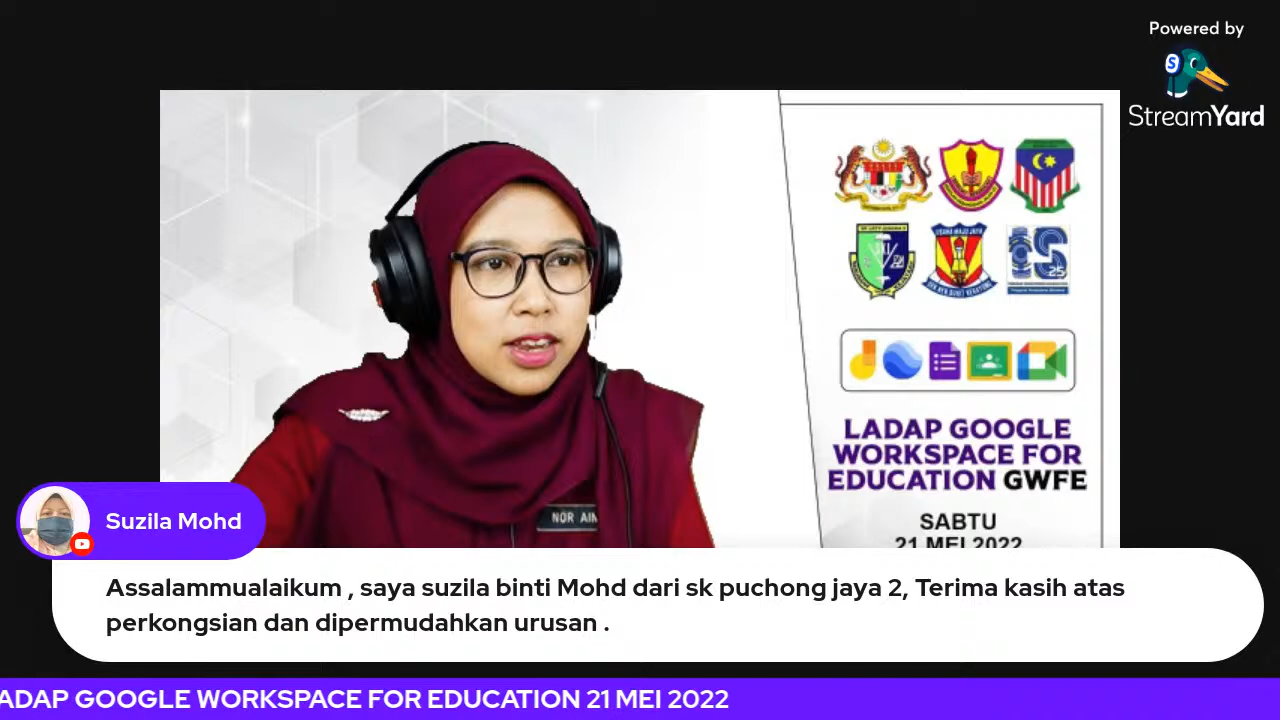 Powered by
StreamYard
LADAP GOOGLE
WORKSPACE FOR
EDUCATION GWFE
SABTU
21 MEI 2022
NOR AIN
Suzila Mohd
Assalammualaikum , saya suzila binti Mohd dari sk puchong jaya 2, Terima kasih atas
perkongsian dan dipermudahkan urusan .
ADAP GOOGLE WORKSPACE FOR EDUCATION 21 MEI 2022